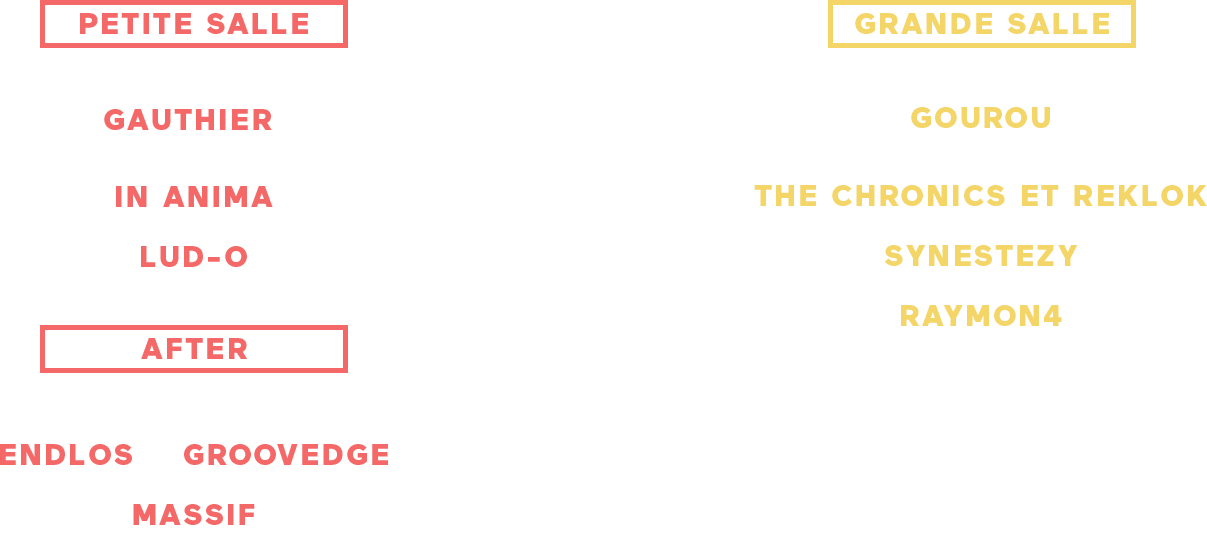 PETITE SALLE
GAUTHIER
IN ANIMA
LUD-O
AFTER
ENDLOS GROOVEDGE
MASSIF
GRANDE SALLE
GOUROU
THE CHRONICS ET REKLOK
SYNESTEZY
RAYMON4